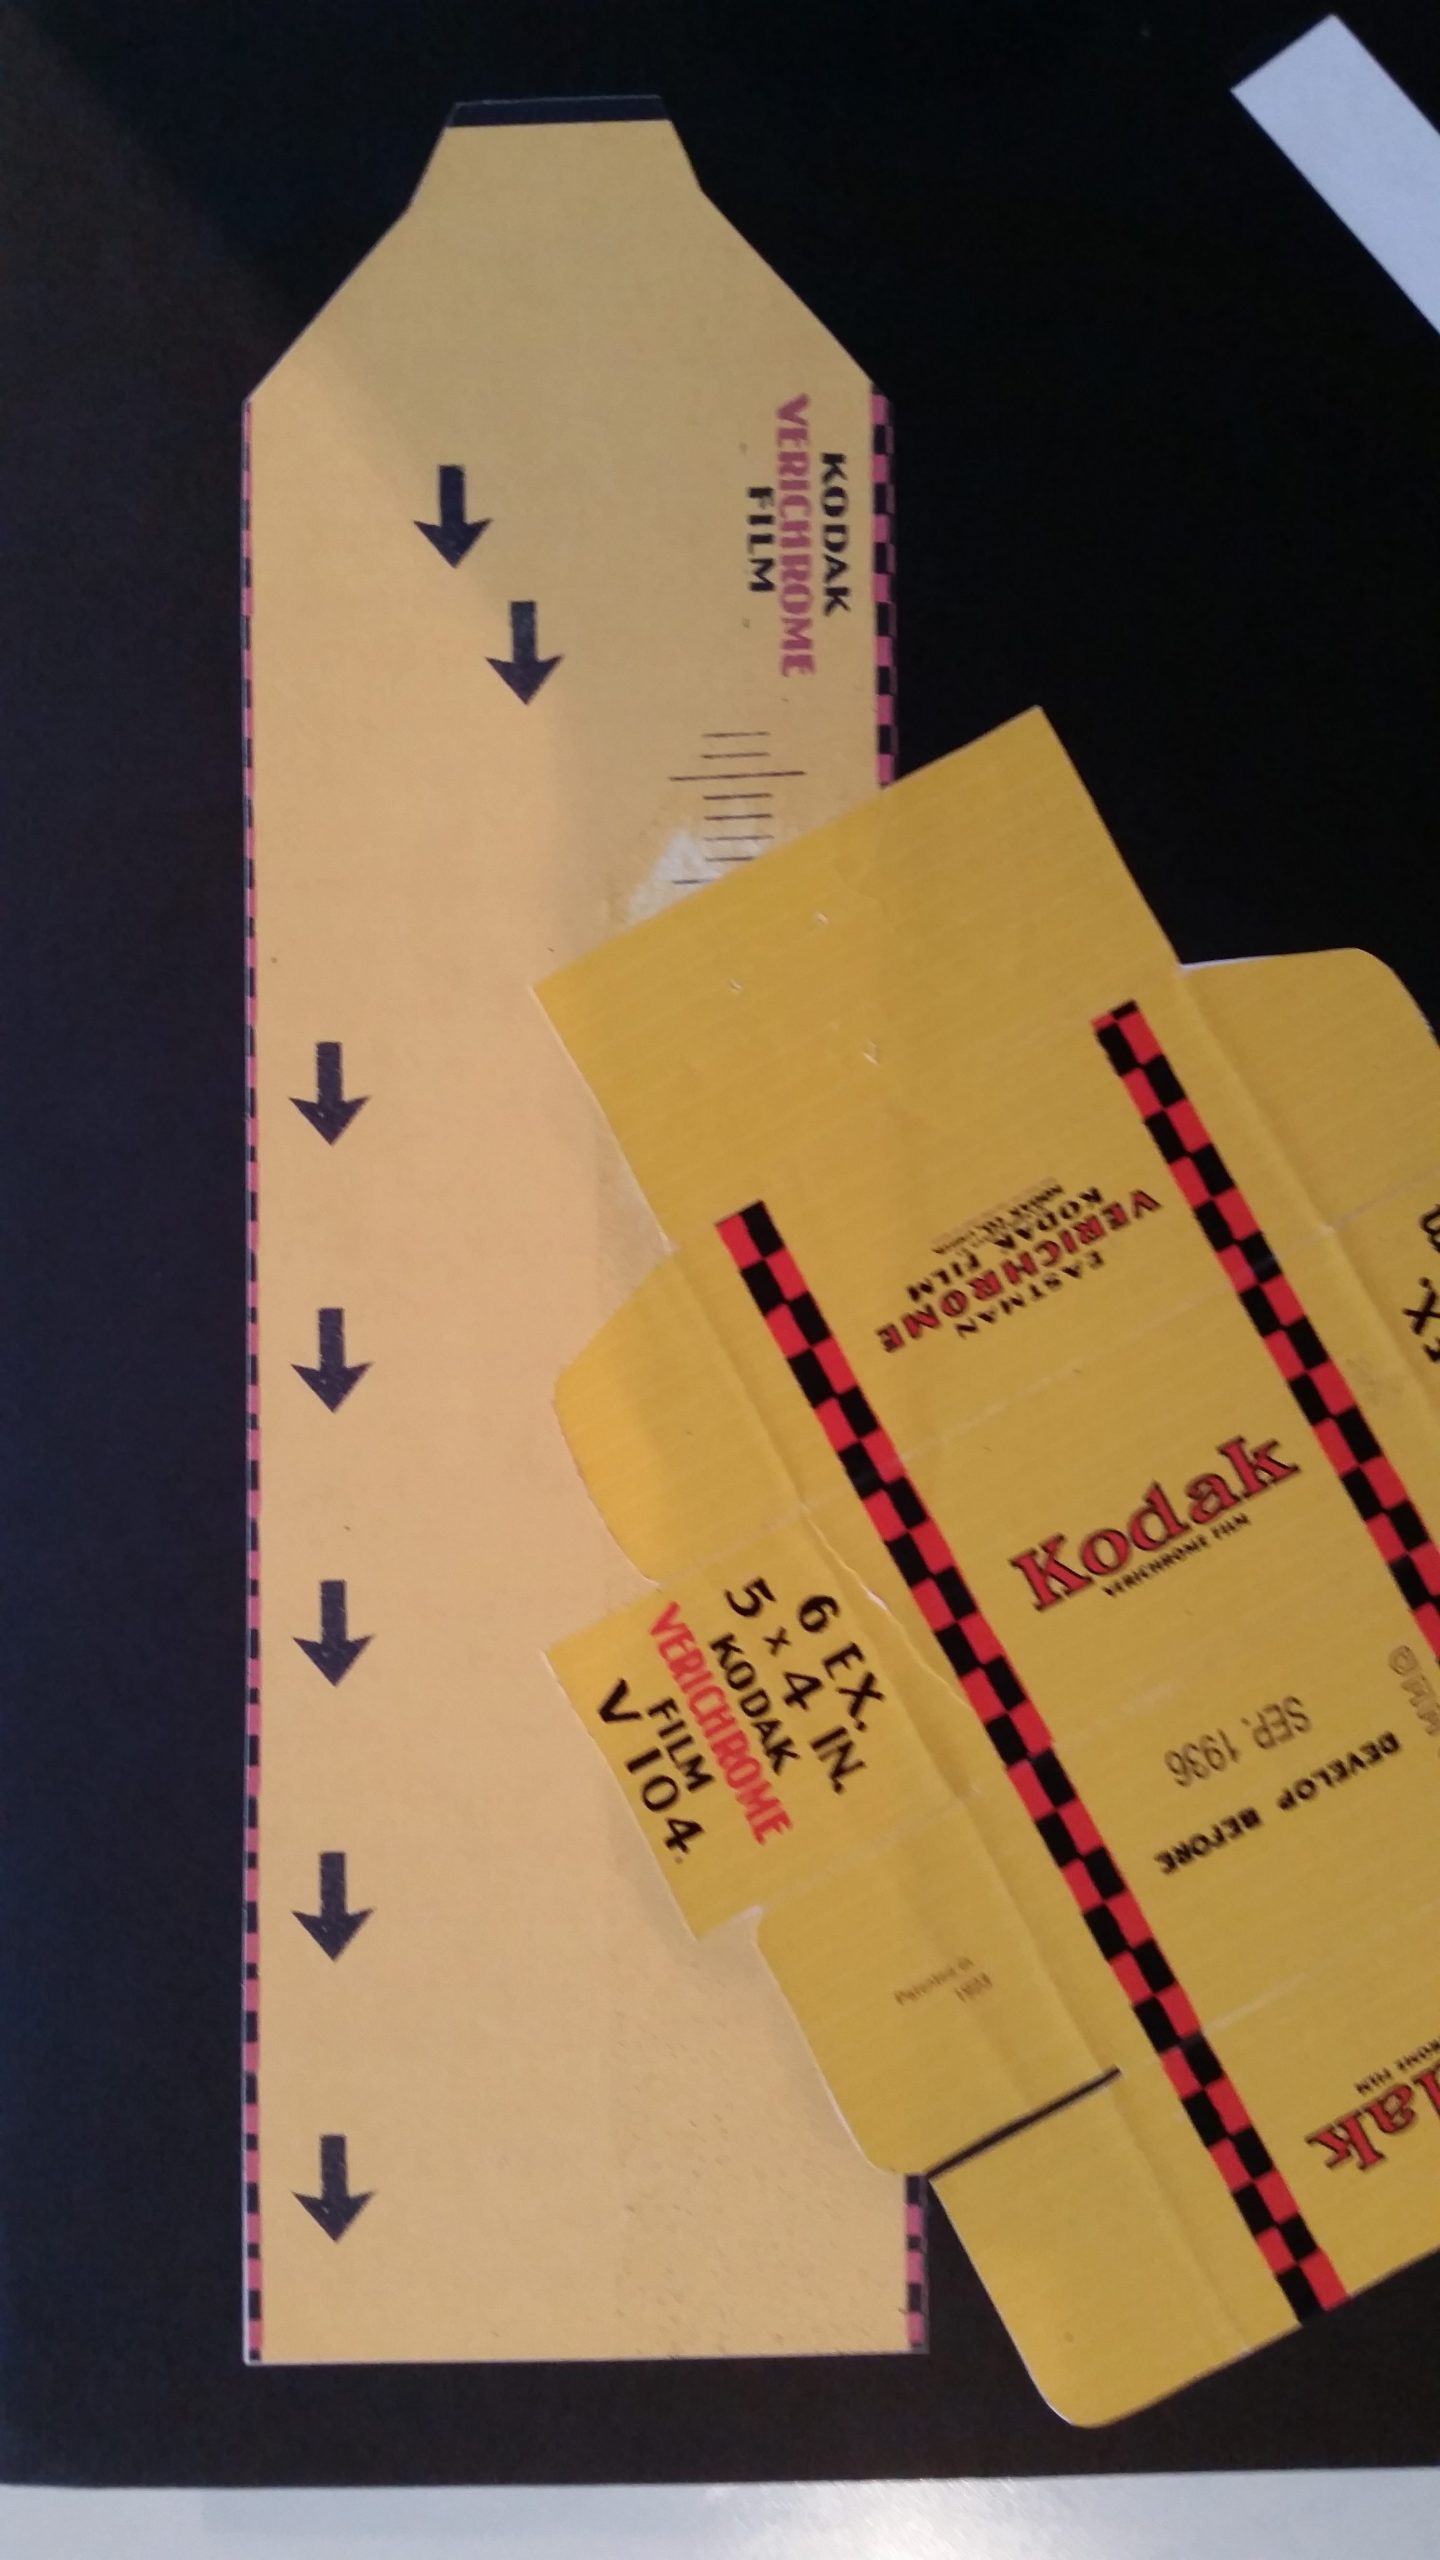 KODAK
VERICHROME
FILM
EASTMAN
VERICHROME
KODAK FILM
Kodak
VERICHROME FILM
6 EX.
5 x 4 IN.
KODAK
VERICHROME
FILM
V 104.
DEVELOP BEFORE
SEP. 1936